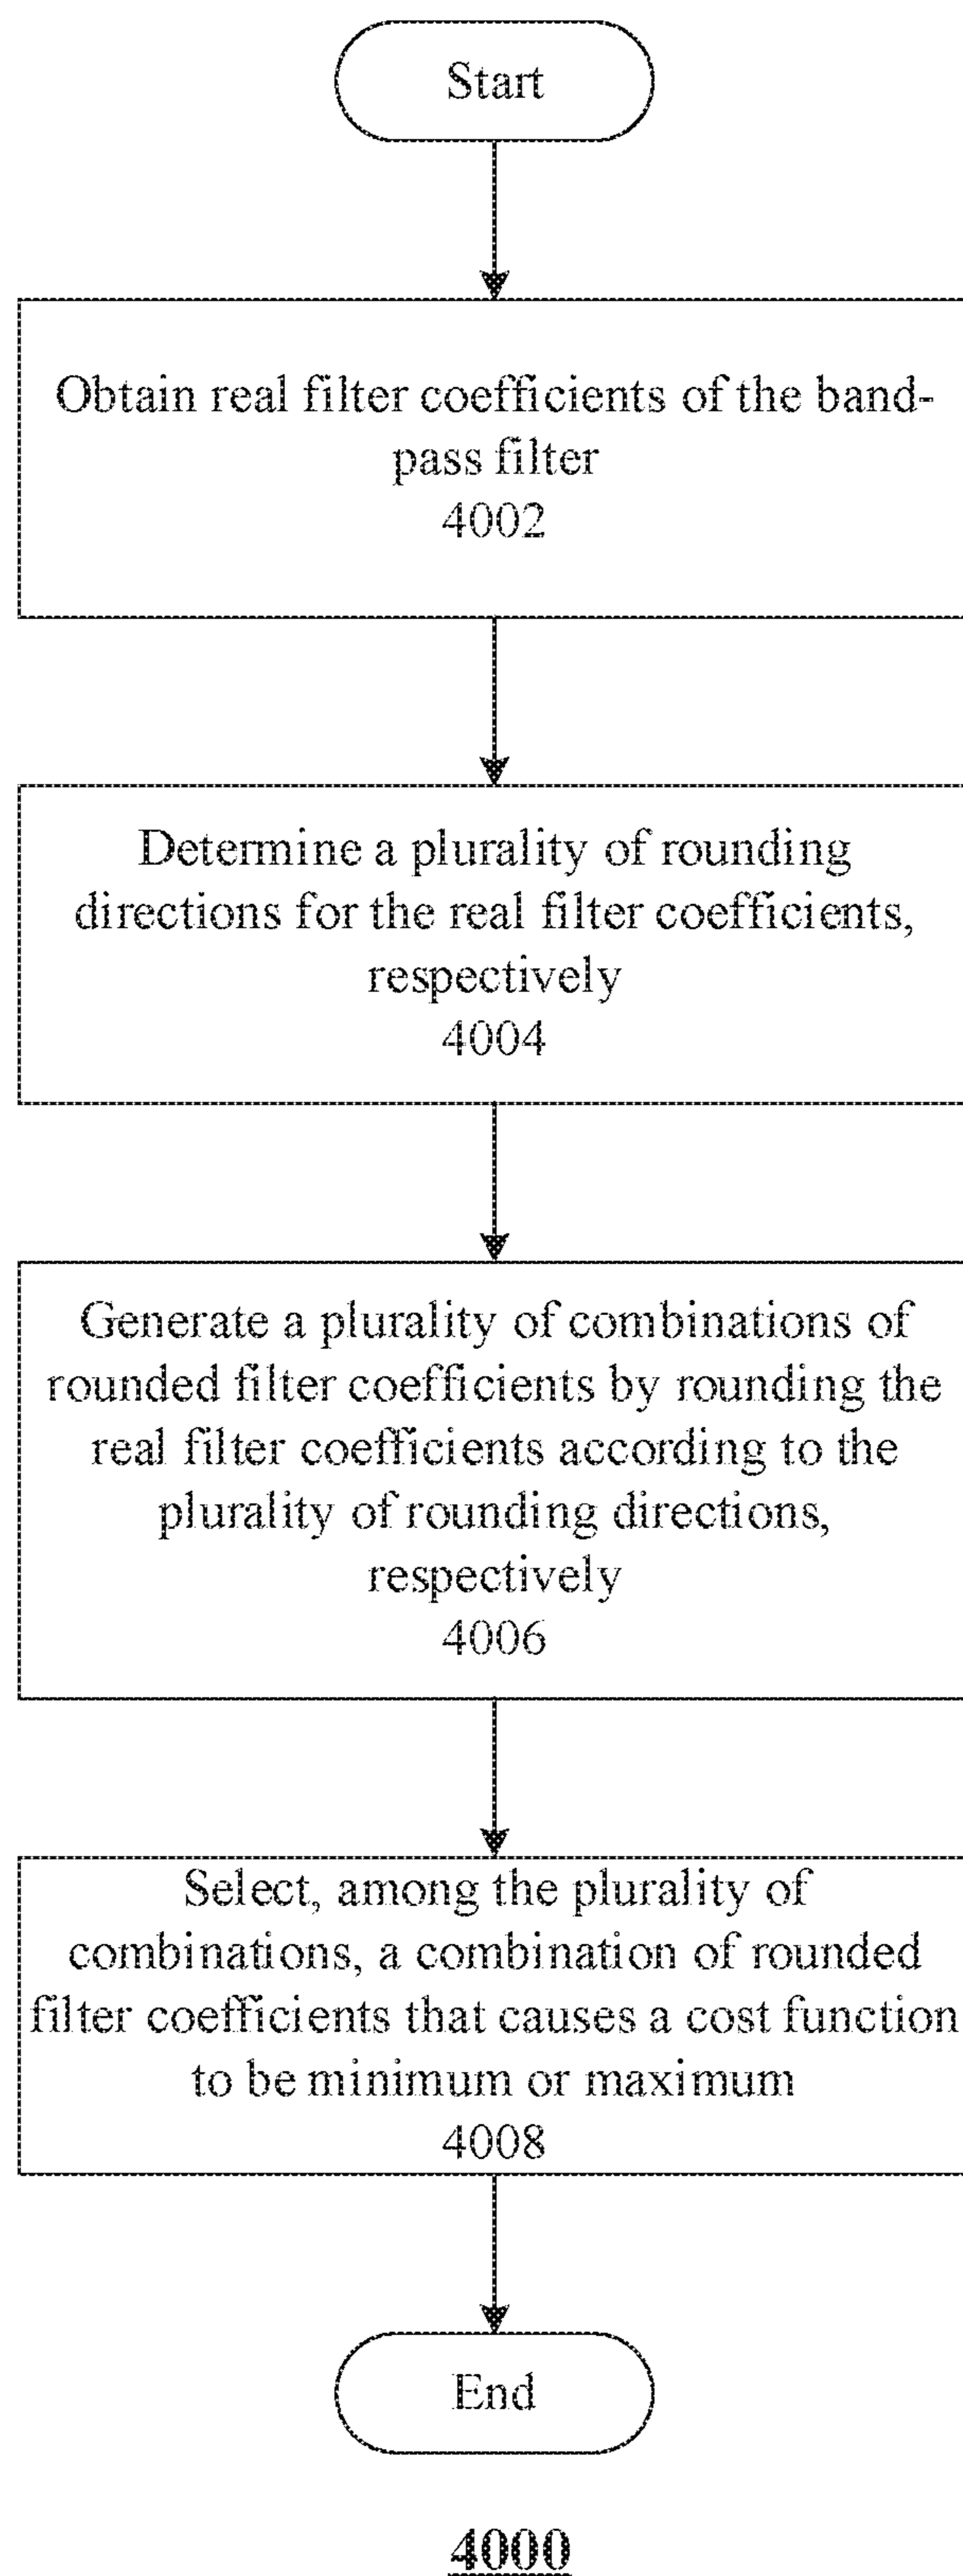 Start
Obtain real filter coefficients of the band-
pass filter
4002
Determine a plurality of rounding
directions for the real filter coefficients,
respectively
4004
Generate a plurality of combinations of
rounded filter coefficients by rounding the
real filter coefficients according to the
plurality of rounding directions,
respectively
4006
Select, among the plurality of
combinations, a combination of rounded
filter coefficients that causes a cost function
to be minimum or maximum
4008
End
4000